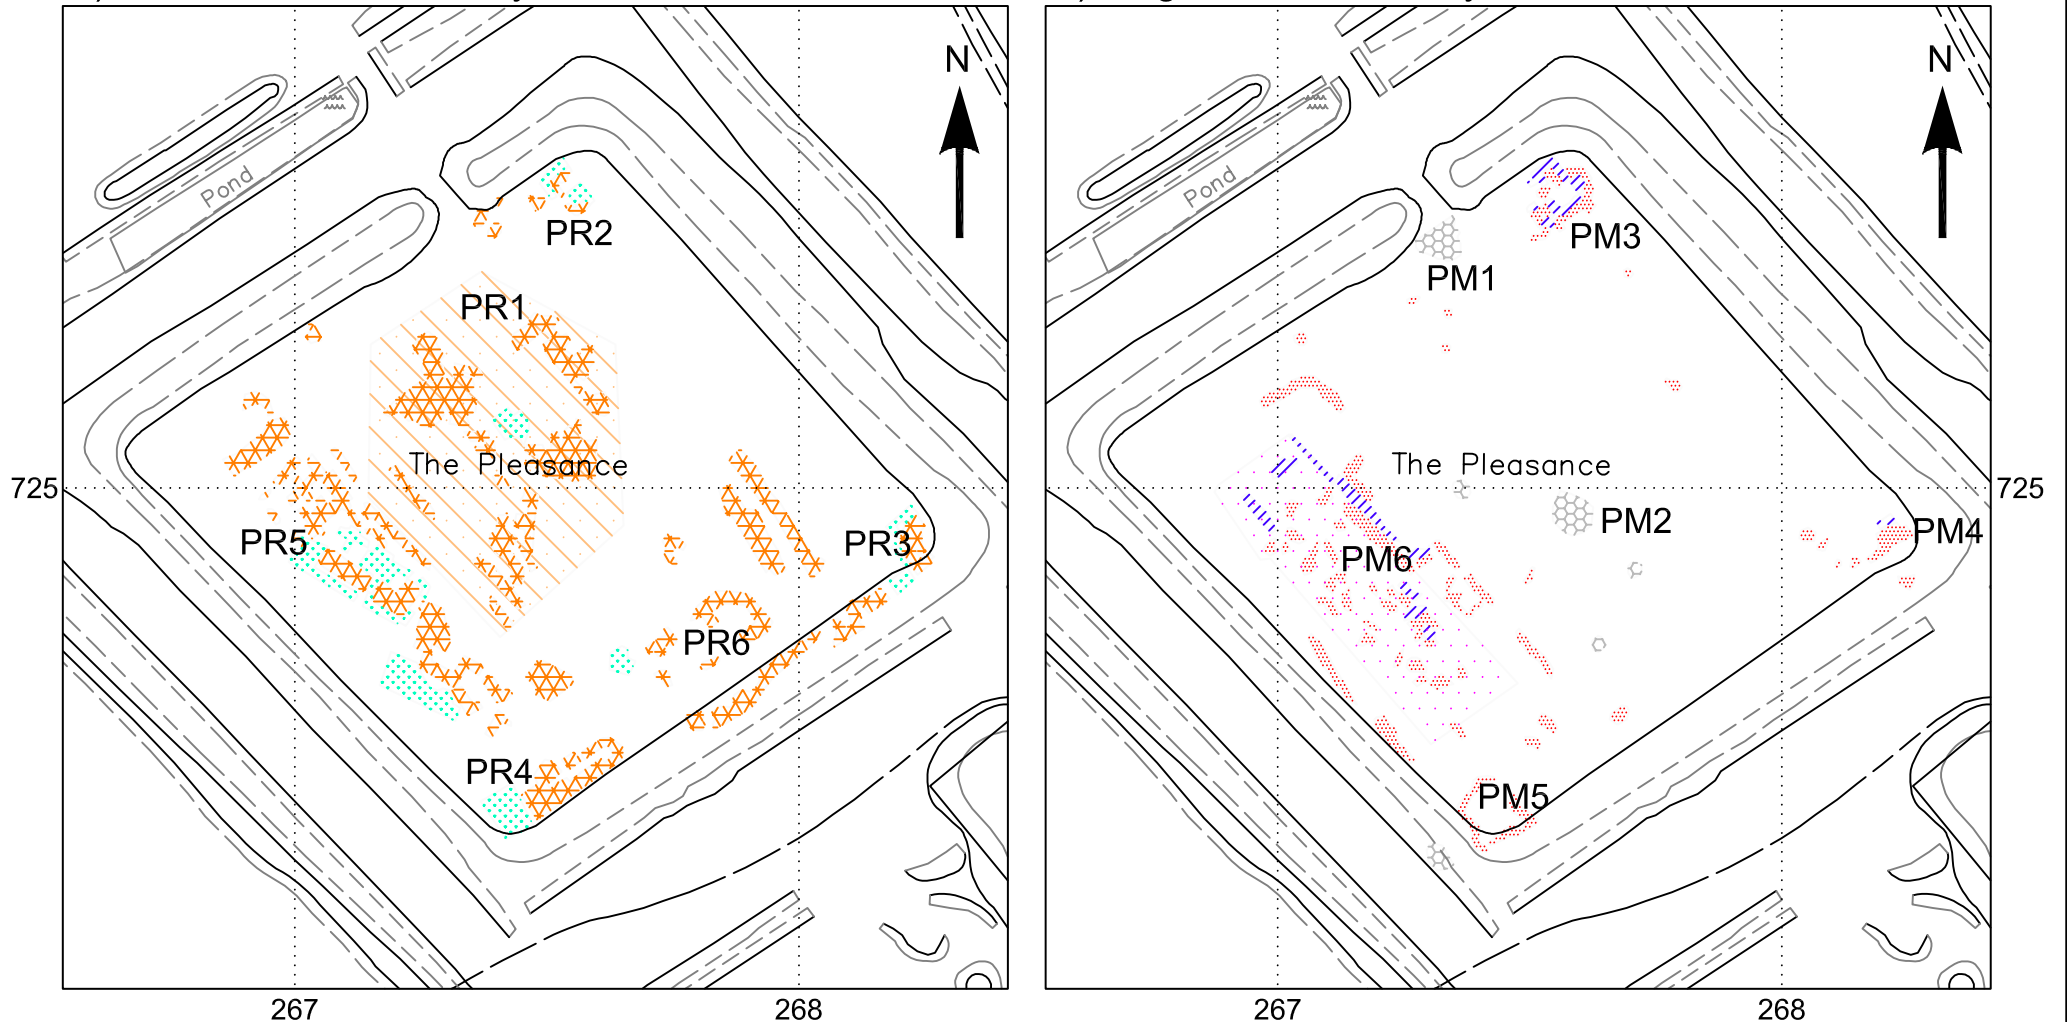 N
Pond
PR2
PR1
The Pleasance
725
PR5
PR3
PR6
PR4
267
268
N
Pond
PM3
PM1
The Pleasance
725
PM2
PM4
PM6
PM5
267
268